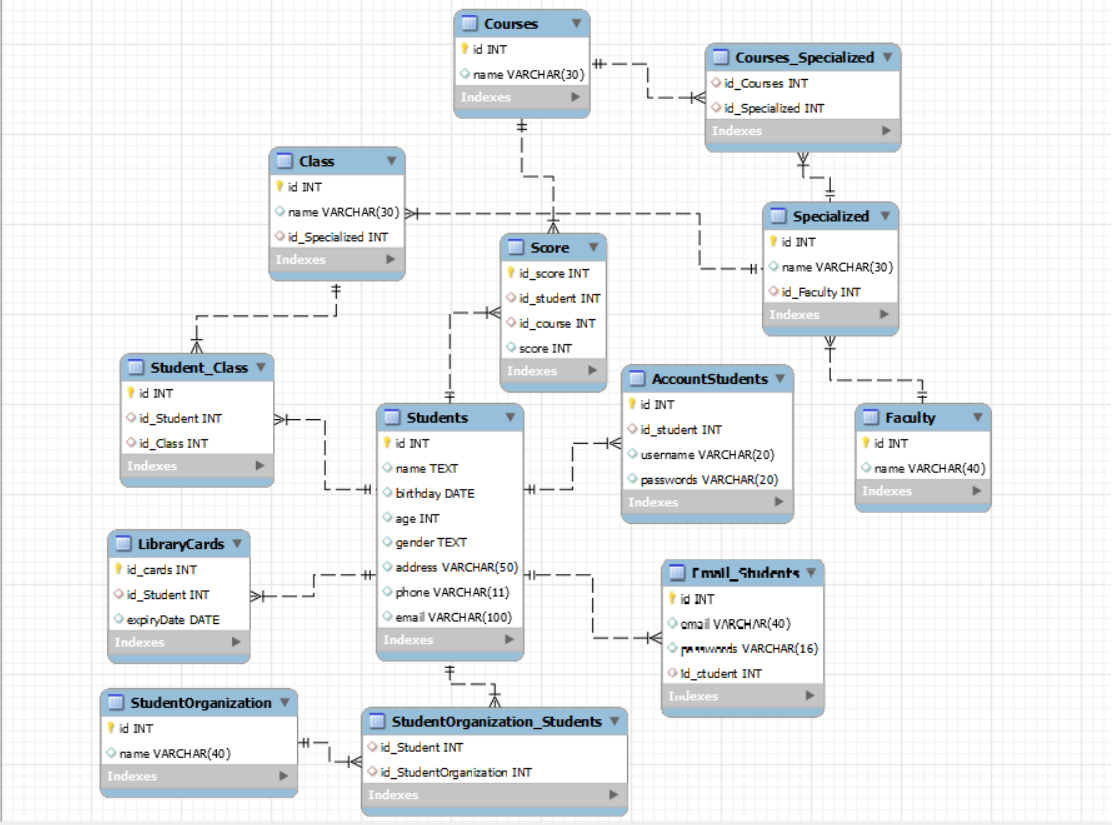 Courses
id INT
name VARCHAR(30)
Indexes
Courses_Specialized
id_Courses INT
id_Specialized INT
Indexes
Class
id INT
name VARCHAR(30)
id_Specialized INT
Indexes
Specialized
id INT
name VARCHAR(30)
id_Faculty INT
Indexes
Score
id_score INT
id_student INT
id_course INT
score INT
Indexes
Student_Class
id INT
id_Student INT
id_Class INT
Indexes
Students
id INT
name TEXT
birthday DATE
age INT
gender TEXT
address VARCHAR(50)
phone VARCHAR(11)
email VARCHAR(100)
Indexes
AccountStudents
id INT
id_student INT
username VARCHAR(20)
passwords VARCHAR(20)
Indexes
Faculty
id INT
name VARCHAR(40)
Indexes
LibraryCards
id_cards INT
id_Student INT
expiryDate DATE
Indexes
Email_Students
id INT
email VARCHAR(40)
passwords VARCHAR(16)
id_student INT
Indexes
StudentOrganization
id INT
name VARCHAR(40)
Indexes
StudentOrganization_Students
id_Student INT
id_StudentOrganization INT
Indexes